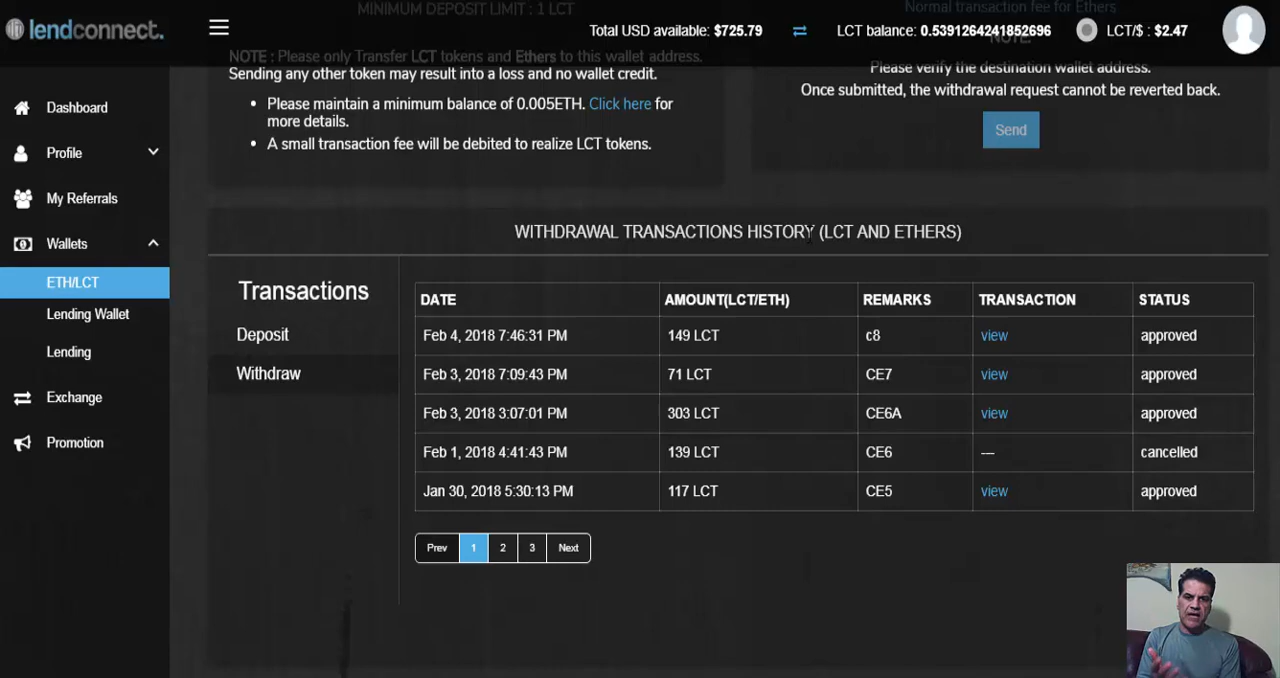 lendconnect.
Total USD available: $725.79
LCT balance: 0.5391264241852696
LCT/$ : $2.47
Dashboard
Profile
My Referrals
Wallets
ETH/LCT
Lending Wallet
Lending
Exchange
Promotion
MINIMUM DEPOSIT LIMIT : 1 LCT
NOTE : Please only Transfer LCT tokens and Ethers to this wallet address.
Sending any other token may result into a loss and no wallet credit.
• Please maintain a minimum balance of 0.005ETH. Click here for
more details.
• A small transaction fee will be debited to realize LCT tokens.
Normal transaction fee for Ethers
NOTE:
Please verify the destination wallet address.
Once submitted, the withdrawal request cannot be reverted back.
Send
WITHDRAWAL TRANSACTIONS HISTORY (LCT AND ETHERS)
Transactions
Deposit
Withdraw
DATE AMOUNT(LCT/ETH) REMARKS TRANSACTION STATUS
Feb 4, 2018 7:46:31 PM 149 LCT c8 view approved
Feb 3, 2018 7:09:43 PM 71 LCT CE7 view approved
Feb 3, 2018 3:07:01 PM 303 LCT CE6A view approved
Feb 1, 2018 4:41:43 PM 139 LCT CE6 --- cancelled
Jan 30, 2018 5:30:13 PM 117 LCT CE5 view approved
Prev 1 2 3 Next